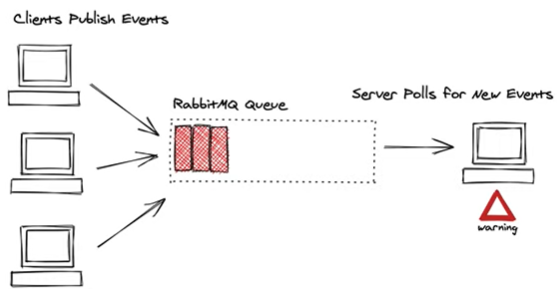 Clients Publish Events
RabbitMQ Queue
Server Polls for New Events
warning